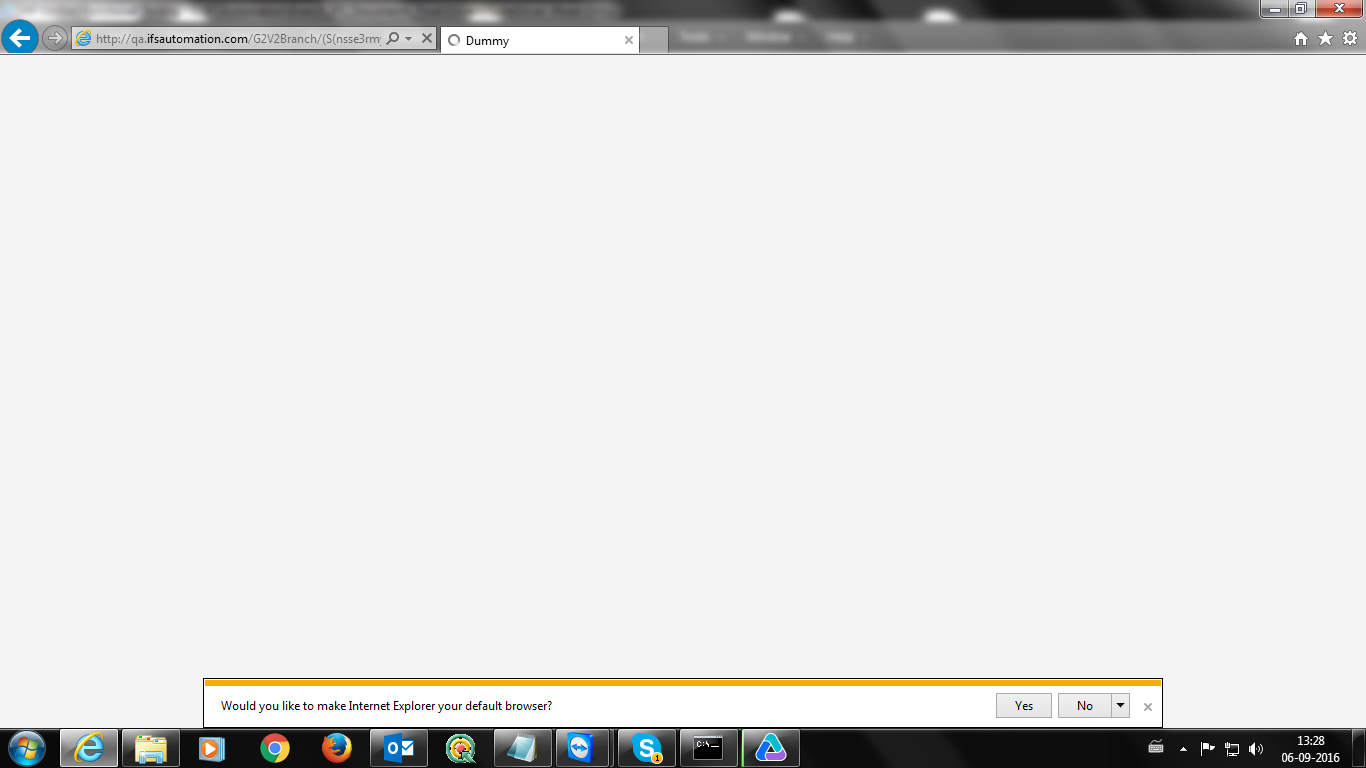 http://qa.ifsautomation.com/G2V2Branch/(S(nsse3rm
Dummy
Tools
Window
Help
Would you like to make Internet Explorer your default browser?
Yes
No
C:\_
1
13:28
06-09-2016